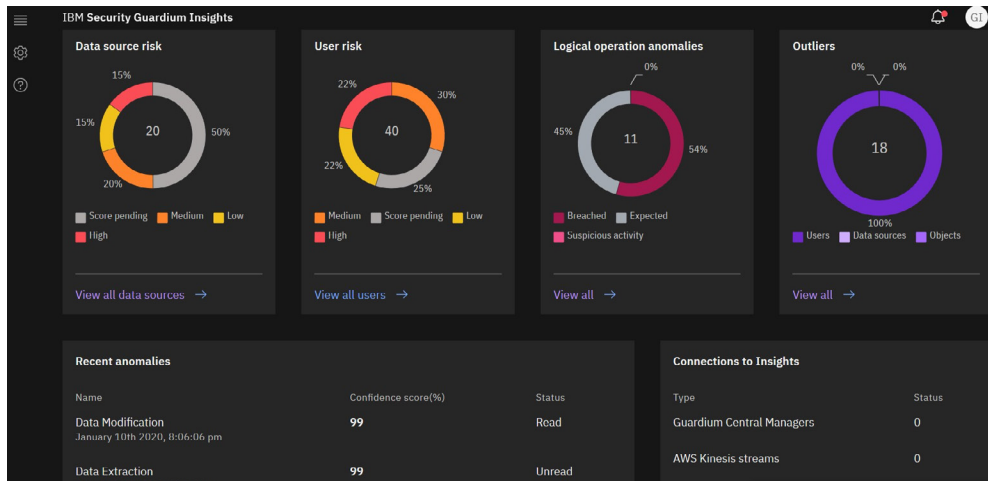 IBM Security Guardium Insights
GI
Data source risk
15%
15%
50%
20%
20
Score pending Medium Low
High
View all data sources →
User risk
22%
30%
22%
25%
40
Medium Score pending Low
High
View all users →
Logical operation anomalies
0%
45%
54%
11
Breached Expected
Suspicious activity
View all →
Outliers
0% 0%
18
100%
Users Data sources Objects
View all →
Recent anomalies
Name Confidence score(%) Status
Data Modification 99 Read
January 10th 2020, 8:06:06 pm
Data Extraction 99 Unread
Connections to Insights
Type Status
Guardium Central Managers 0
AWS Kinesis streams 0